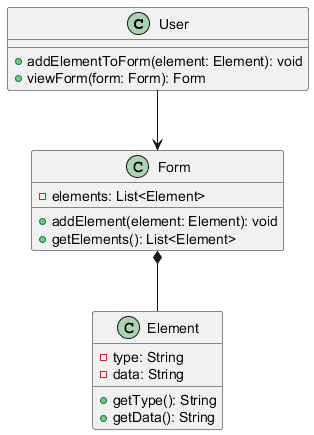 C User
addElementToForm(element: Element): void
viewForm(form: Form): Form
C Form
elements: List<Element>
addElement(element: Element): void
getElements(): List<Element>
C Element
type: String
data: String
getType(): String
getData(): String